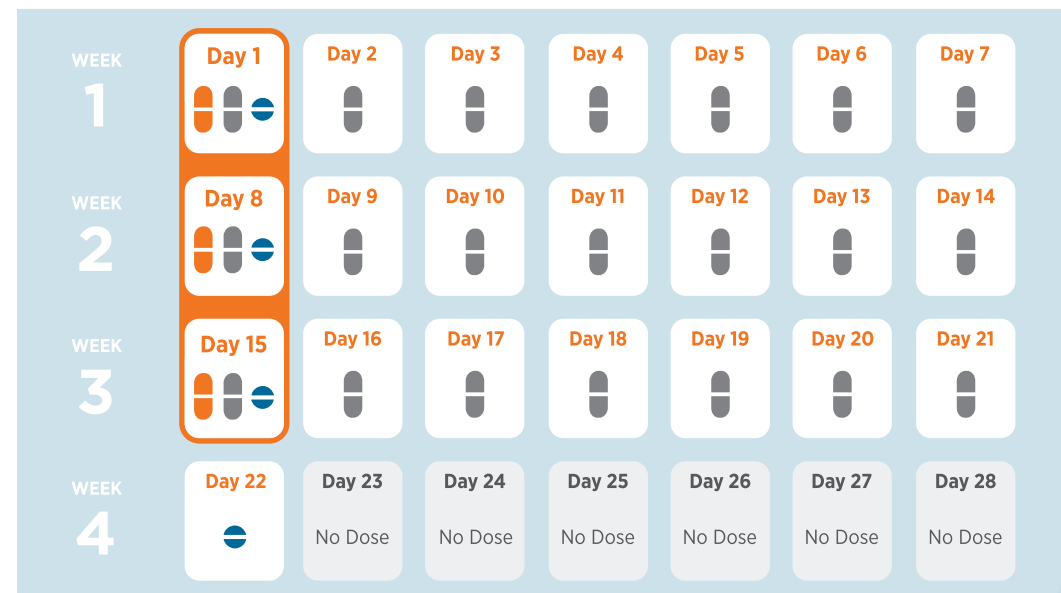 WEEK
1
Day 1
Day 2
Day 3
Day 4
Day 5
Day 6
Day 7
WEEK
2
Day 8
Day 9
Day 10
Day 11
Day 12
Day 13
Day 14
WEEK
3
Day 15
Day 16
Day 17
Day 18
Day 19
Day 20
Day 21
WEEK
4
Day 22
Day 23
No Dose
Day 24
No Dose
Day 25
No Dose
Day 26
No Dose
Day 27
No Dose
Day 28
No Dose